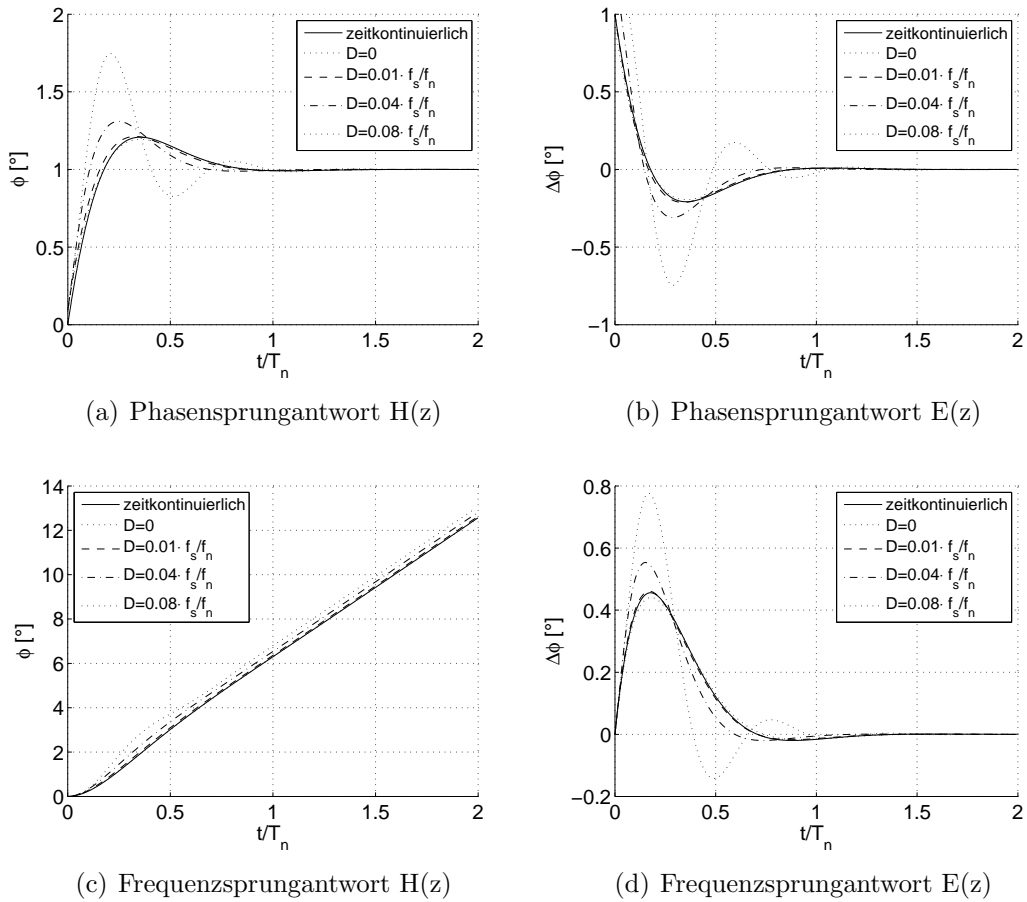 2
1.5
1
0.5
0
0
0.5
1
1.5
2
ϕ [°]
t/T_n
zeitkontinuierlich
D=0
D=0.01· f_s/f_n
D=0.04· f_s/f_n
D=0.08· f_s/f_n
(a) Phasensprungantwort H(z)
1
0.5
0
−0.5
−1
0
0.5
1
1.5
2
Δϕ [°]
t/T_n
zeitkontinuierlich
D=0
D=0.01· f_s/f_n
D=0.04· f_s/f_n
D=0.08· f_s/f_n
(b) Phasensprungantwort E(z)
14
12
10
8
6
4
2
0
0
0.5
1
1.5
2
ϕ [°]
t/T_n
zeitkontinuierlich
D=0
D=0.01· f_s/f_n
D=0.04· f_s/f_n
D=0.08· f_s/f_n
(c) Frequenzsprungantwort H(z)
0.8
0.6
0.4
0.2
0
−0.2
0
0.5
1
1.5
2
Δϕ [°]
t/T_n
zeitkontinuierlich
D=0
D=0.01· f_s/f_n
D=0.04· f_s/f_n
D=0.08· f_s/f_n
(d) Frequenzsprungantwort E(z)